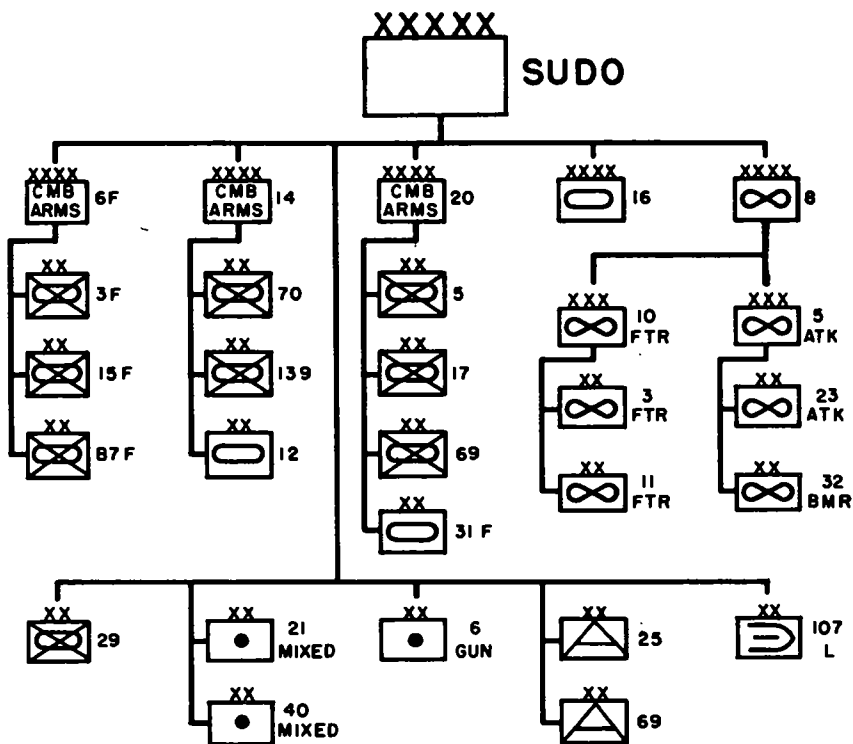 XXXXX
SUDO
XXXX
CMB
ARMS
6F
XXXX
CMB
ARMS
14
XXXX
CMB
ARMS
20
XXXX
16
XXXX
8
XX
3F
XX
15F
XX
87F
XX
70
XX
139
XX
12
XX
5
XX
17
XX
69
XX
31F
XXX
10
FTR
XX
3
FTR
XX
11
FTR
XXX
5
ATK
XX
23
ATK
XX
32
BMR
XX
29
XX
21
MIXED
XX
40
MIXED
XX
6
GUN
XX
25
XX
69
XX
107
L